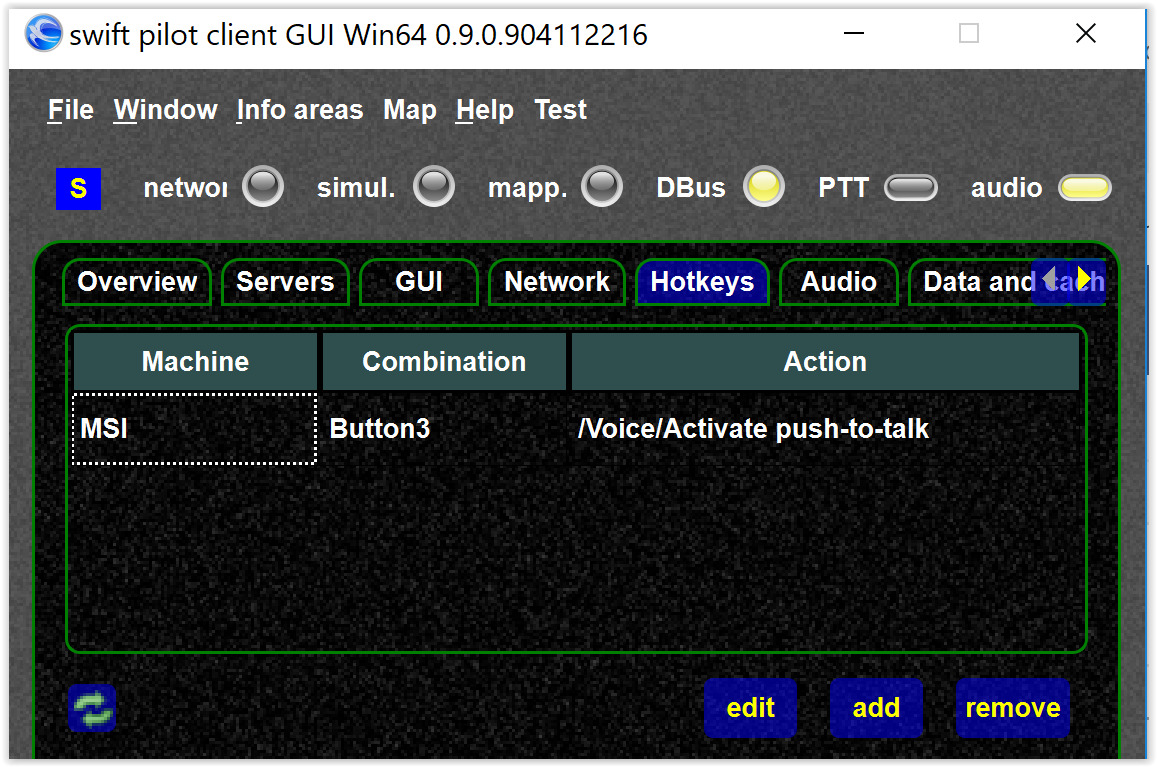 swift pilot client GUI Win64 0.9.0.904112216
File Window Info areas Map Help Test
S networ simul. mapp. DBus PTT audio
Overview Servers GUI Network Hotkeys Audio Data and cach
Machine Combination Action
MSI Button3 /Voice/Activate push-to-talk
edit add remove